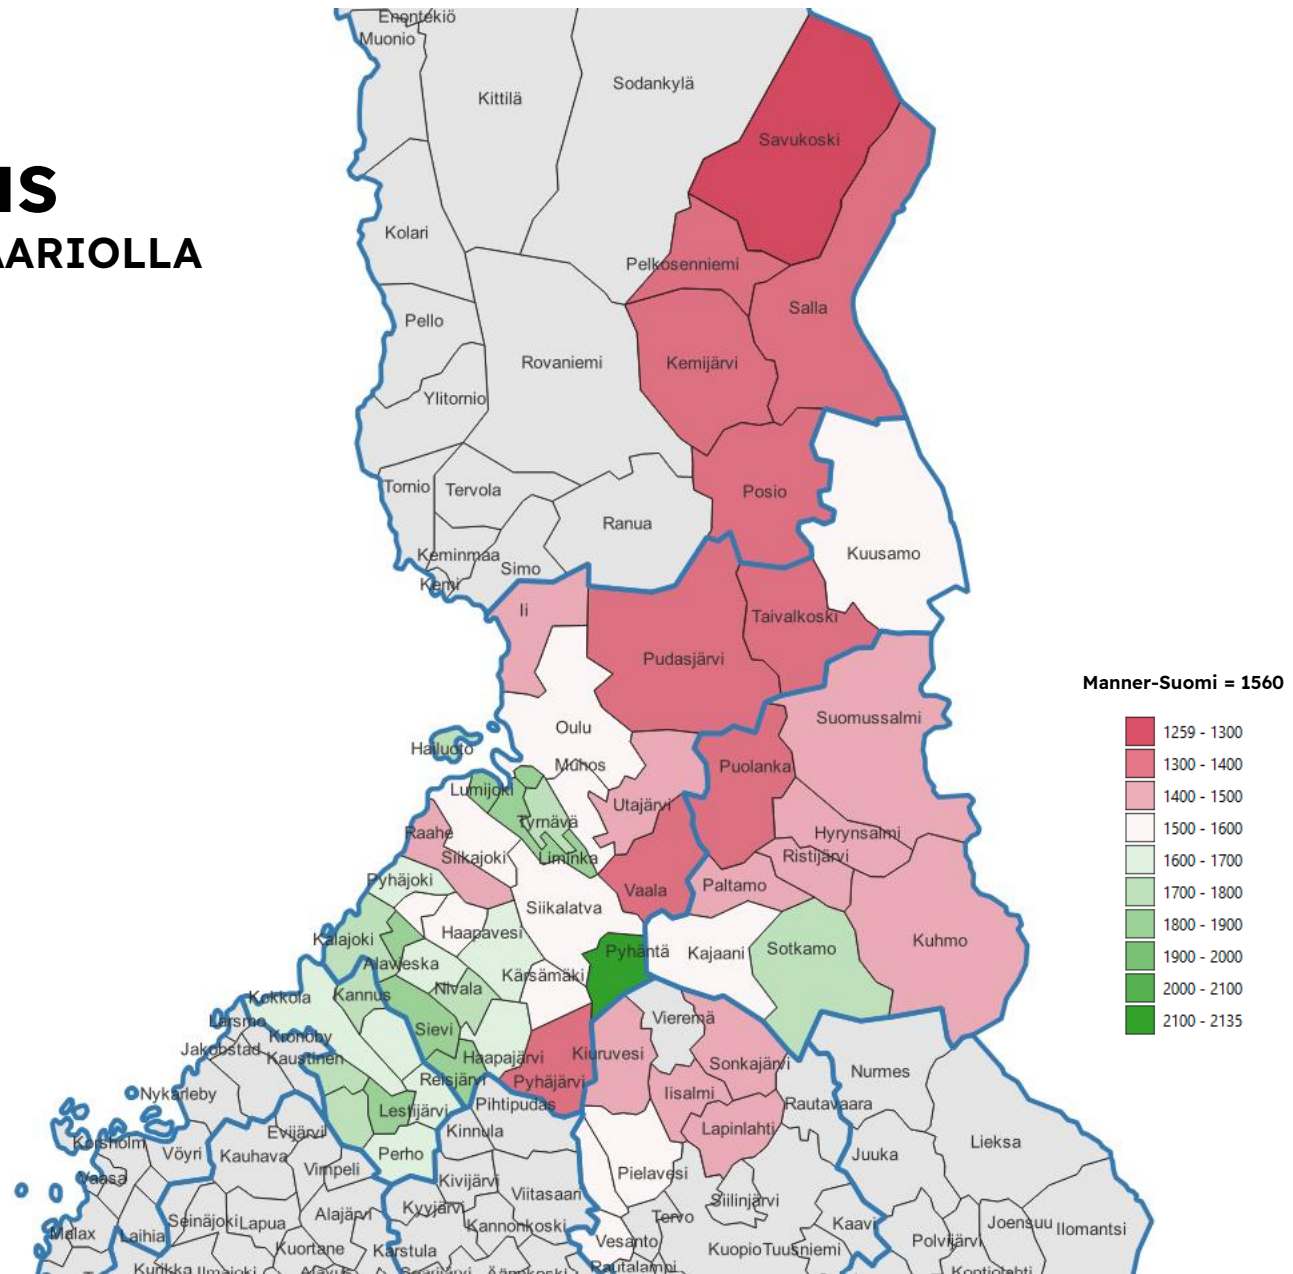 IS
AARIOLLA
Enontekiö
Muonio
Kittilä
Sodankylä
Savukoski
Kolari
Pelkosenniemi
Salla
Pello
Rovaniemi
Kemijärvi
Ylitornio
Tornio
Tervola
Posio
Ranua
Keminmaa
Simo
Kemi
Kuusamo
Ii
Taivalkoski
Pudasjärvi
Manner-Suomi = 1560
1259 - 1300
1300 - 1400
1400 - 1500
1500 - 1600
1600 - 1700
1700 - 1800
1800 - 1900
1900 - 2000
2000 - 2100
2100 - 2135
Suomussalmi
Oulu
Hailuoto
Muhos
Puolanka
Lumijoki
Utajärvi
Tyrnävä
Raahe
Hyrynsalmi
Siikajoki
Liminka
Ristijärvi
Pyhäjoki
Vaala
Paltamo
Siikalatva
Kalajoki
Haapavesi
Pyhäntä
Kajaani
Sotkamo
Kuhmo
Alavieska
Kärsämäki
Nivala
Kokkola
Kannus
Larsmo
Sievi
Vieremä
Kronoby
Jakobstad
Kaustinen
Haapajärvi
Kiuruvesi
Sonkajärvi
Nurmes
Reisjärvi
Pyhäjärvi
Nykarleby
Iisalmi
Rautavaara
Lestijärvi
Pihtipudas
Korsholm
Evijärvi
Kinnula
Lapinlahti
Lieksa
Vöyri
Kauhava
Perho
Juuka
Vaasa
Vimpeli
Kivijärvi
Pielavesi
Viitasaari
Siilinjärvi
Kyyjärvi
Alajärvi
Tervo
Seinäjoki
Lapua
Kannonkoski
Kaavi
Joensuu
Ilomantsi
Malax
Laihia
Vesanto
Polvijärvi
Kuortane
Karstula
Kuopio
Tuusniemi
Rautalampi
Kurikka
Ilmajoki
Alavus
Saarijärvi
Äänekoski
Kontiolahti